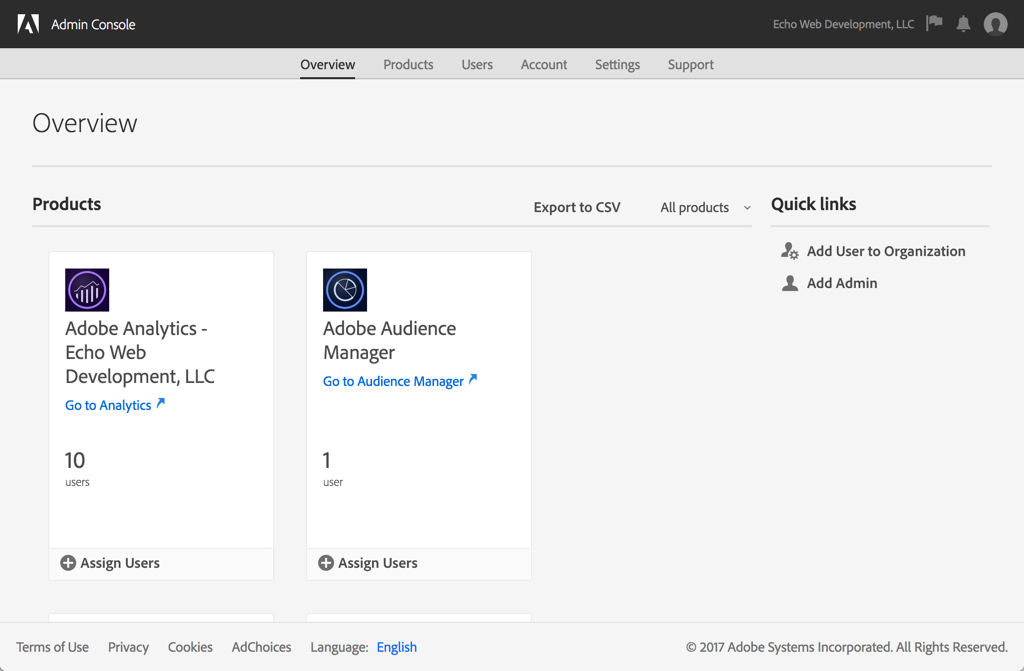 Admin Console
Echo Web Development, LLC
Overview Products Users Account Settings Support
Overview
Products
Export to CSV
All products
Quick links
Adobe Analytics -
Echo Web
Development, LLC
Go to Analytics
10
users
Assign Users
Adobe Audience
Manager
Go to Audience Manager
1
user
Assign Users
Add User to Organization
Add Admin
Terms of Use Privacy Cookies AdChoices Language: English
© 2017 Adobe Systems Incorporated. All Rights Reserved.